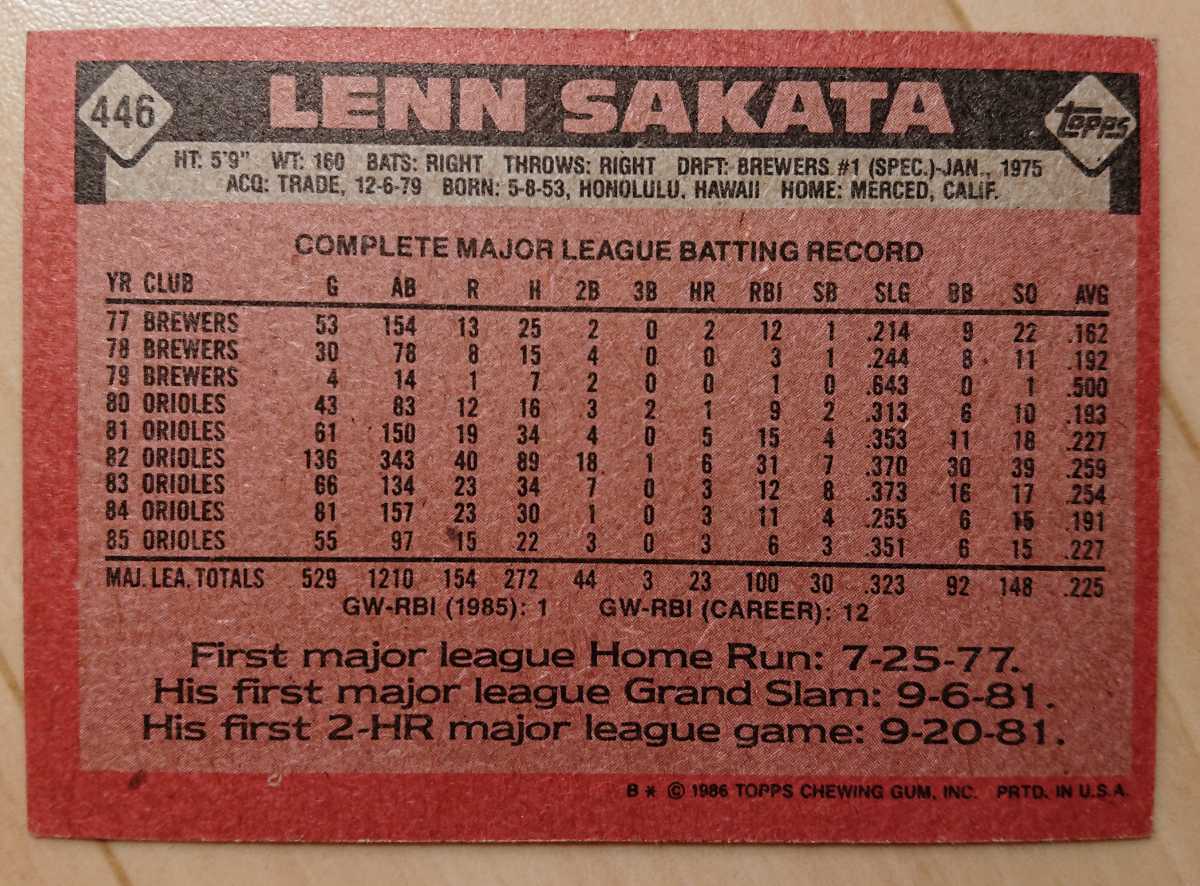 446 LENN SAKATA Topps
HT: 5'9" WT: 160 BATS: RIGHT THROWS: RIGHT DRFT: BREWERS #1 (SPEC.)-JAN., 1975
ACQ: TRADE, 12-6-79 BORN: 5-8-53, HONOLULU, HAWAII HOME: MERCED, CALIF.
COMPLETE MAJOR LEAGUE BATTING RECORD
YR CLUB G AB R H 2B 3B HR RBI SB SLG BB SO AVG
77 BREWERS 53 154 13 25 2 0 2 12 1 .214 9 22 .162
78 BREWERS 30 78 8 15 4 0 0 3 1 .244 8 11 .192
79 BREWERS 4 14 1 7 2 0 0 1 0 .643 0 1 .500
80 ORIOLES 43 83 12 16 3 2 1 9 2 .313 6 10 .193
81 ORIOLES 61 150 19 34 4 0 5 15 4 .353 11 18 .227
82 ORIOLES 136 343 40 89 18 1 6 31 7 .370 30 39 .259
83 ORIOLES 66 134 23 34 7 0 3 12 8 .373 16 17 .254
84 ORIOLES 81 157 23 30 1 0 3 11 4 .255 6 15 .191
85 ORIOLES 55 97 15 22 3 0 3 6 3 .351 6 15 .227
MAJ. LEA. TOTALS 529 1210 154 272 44 3 23 100 30 .323 92 148 .225
GW-RBI (1985): 1 GW-RBI (CAREER): 12
First major league Home Run: 7-25-77.
His first major league Grand Slam: 9-6-81.
His first 2-HR major league game: 9-20-81.
B * © 1986 TOPPS CHEWING GUM, INC. PRTD. IN U.S.A.